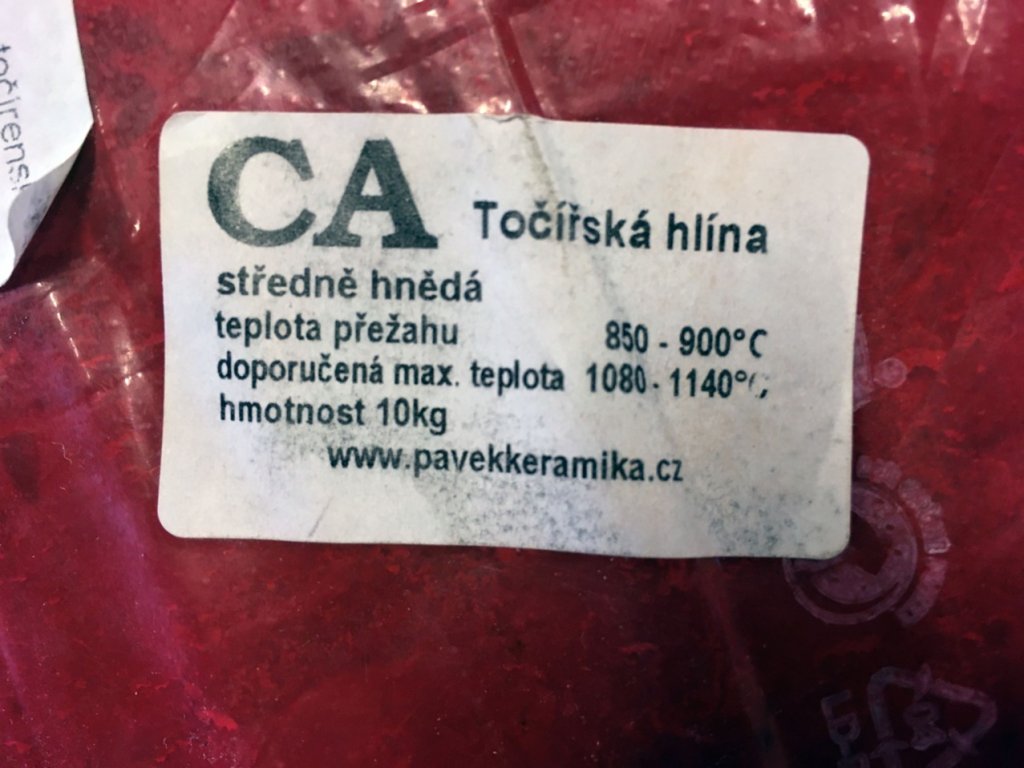 CA Točířská hlína
středně hnědá
teplota přežahu 850 - 900°C
doporučená max. teplota 1080 - 1140°C
hmotnost 10kg
www.pavekkeramika.cz